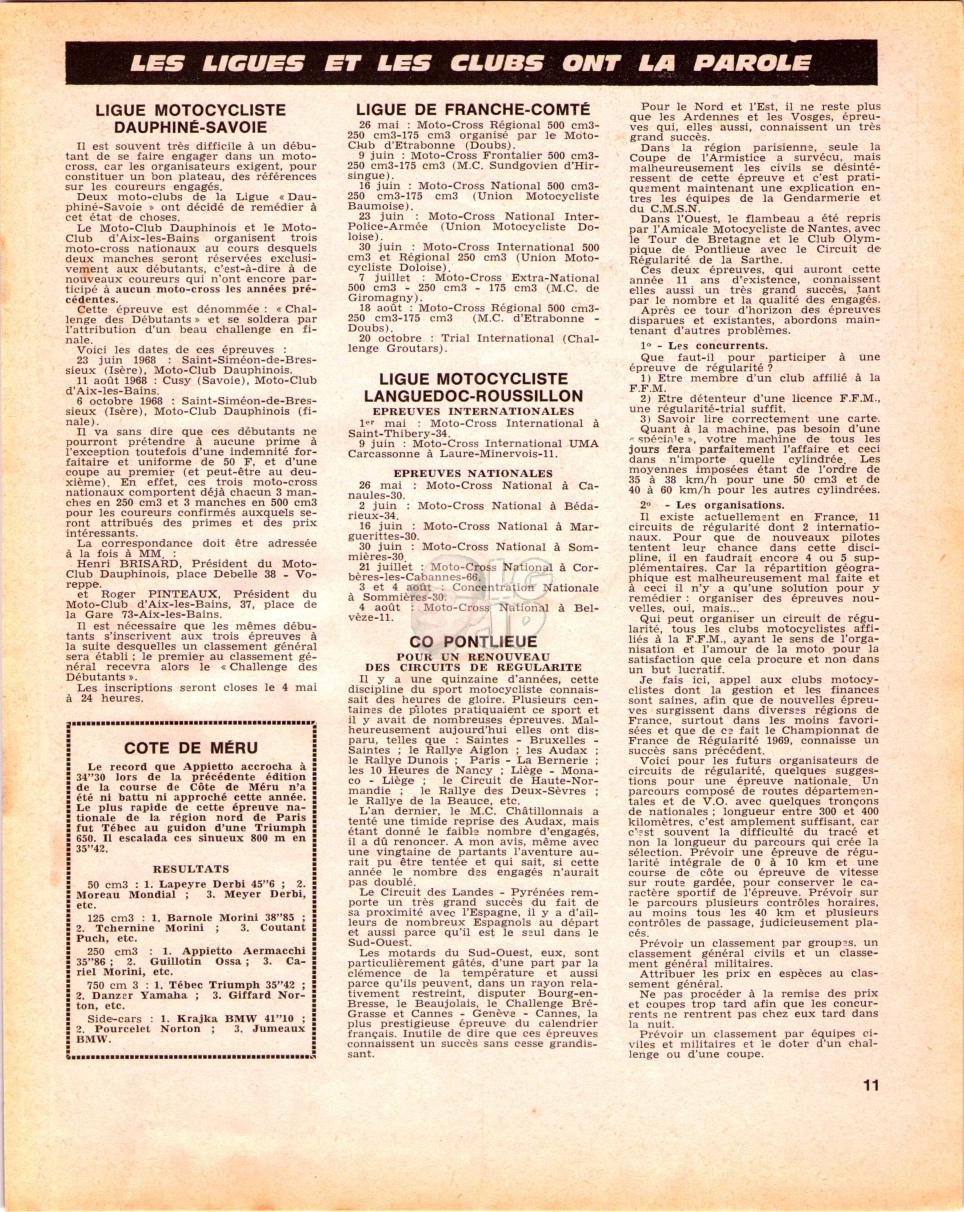 LES LIGUES ET LES CLUBS ONT LA PAROLE
LIGUE MOTOCYCLISTE
DAUPHINÉ-SAVOIE
Il est souvent très difficile à un débu-
tant de se faire engager dans un moto-
cross, car les organisateurs exigent, pour
constituer un bon plateau, des références
sur les coureurs engagés.
Deux moto-clubs de la Ligue « Dau-
phiné-Savoie » ont décidé de remédier à
cet état de choses.
Le Moto-Club Dauphinois et le Moto-
Club d'Aix-les-Bains organisent trois
moto-cross nationaux au cours desquels
deux manches seront réservées exclusi-
vement aux débutants, c'est-à-dire à de
nouveaux coureurs qui n'ont encore par-
ticipé à aucun moto-cross les années pré-
cédentes.
Cette épreuve est dénommée : « Chal-
lenge des Débutants » et se soldera par
l'attribution d'un beau challenge en fi-
nale.
Voici les dates de ces épreuves :
23 juin 1968 : Saint-Siméon-de-Bres-
sieux (Isère), Moto-Club Dauphinois.
11 août 1968 : Cusy (Savoie), Moto-Club
d'Aix-les-Bains.
6 octobre 1968 : Saint-Siméon-de-Bres-
sieux (Isère), Moto-Club Dauphinois (fi-
nale).
Il va sans dire que ces débutants ne
pourront prétendre à aucune prime à
l'exception toutefois d'une indemnité for-
faitaire et uniforme de 50 F, et d'une
coupe au premier (et peut-être au deu-
xième). En effet, ces trois moto-cross
nationaux comportent déjà chacun 3 man-
ches en 250 cm3 et 3 manches en 500 cm3
pour les coureurs confirmés auxquels se-
ront attribués des primes et des prix
intéressants.
La correspondance doit être adressée
à la fois à MM. :
Henri BRISARD, Président du Moto-
Club Dauphinois, place Debelle 38 - Vo-
reppe.
et Roger PINTEAUX, Président du
Moto-Club d'Aix-les-Bains, 37, place de
la Gare 73-Aix-les-Bains.
Il est nécessaire que les mêmes débu-
tants s'inscrivent aux trois épreuves à
la suite desquelles un classement général
sera établi ; le premier au classement gé-
néral recevra alors le « Challenge des
Débutants ».
Les inscriptions seront closes le 4 mai
à 24 heures.
COTE DE MÉRU
Le record que Appietto accrocha à
34"30 lors de la précédente édition
de la course de Côte de Méru n'a
été ni battu ni approché cette année.
Le plus rapide de cette épreuve na-
tionale de la région nord de Paris
fut Tébec au guidon d'une Triumph
650. Il escalada ces sinueux 800 m en
35"42.
RESULTATS
50 cm3 : 1. Lapeyre Derbi 45"6 ; 2.
Moreau Mondial ; 3. Meyer Derbi,
etc.
125 cm3 : 1. Barnole Morini 38"85 ;
2. Tchernine Morini ; 3. Coutant
Puch, etc.
250 cm3 : 1. Appietto Aermacchi
35"86 ; 2. Guillotin Ossa ; 3. Ca-
riel Morini, etc.
750 cm 3 : 1. Tébec Triumph 35"42 ;
2. Danzer Yamaha ; 3. Giffard Nor-
ton, etc.
Side-cars : 1. Krajka BMW 41"10 ;
2. Pourcelet Norton ; 3. Jumeaux
BMW.
LIGUE DE FRANCHE-COMTÉ
26 mai : Moto-Cross Régional 500 cm3-
250 cm3-175 cm3 organisé par le Moto-
Club d'Etrabonne (Doubs).
9 juin : Moto-Cross Frontalier 500 cm3-
250 cm3-175 cm3 (M.C. Sundgovien d'Hir-
singue).
16 juin : Moto-Cross National 500 cm3-
250 cm3-175 cm3 (Union Motocycliste
Baumoise).
23 juin : Moto-Cross National Inter-
Police-Armée (Union Motocycliste Do-
loise).
30 juin : Moto-Cross International 500
cm3 et Régional 250 cm3 (Union Moto-
cycliste Doloise).
7 juillet : Moto-Cross Extra-National
500 cm3 - 250 cm3 - 175 cm3 (M.C. de
Giromagny).
18 août : Moto-Cross Régional 500 cm3-
250 cm3-175 cm3 (M.C. d'Etrabonne -
Doubs).
20 octobre : Trial International (Chal-
lenge Groutars).
LIGUE MOTOCYCLISTE
LANGUEDOC-ROUSSILLON
EPREUVES INTERNATIONALES
1er mai : Moto-Cross International à
Saint-Thibery-34.
9 juin : Moto-Cross International UMA
Carcassonne à Laure-Minervois-11.
EPREUVES NATIONALES
26 mai : Moto-Cross National à Ca-
naules-30.
2 juin : Moto-Cross National à Béda-
rieux-34.
16 juin : Moto-Cross National à Mar-
guerittes-30.
30 juin : Moto-Cross National à Som-
mières-30.
21 juillet : Moto-Cross National à Cor-
bères-les-Cabannes-66.
3 et 4 août : Concentration Nationale
à Sommières-30.
4 août : Moto-Cross National à Bel-
vèze-11.
CO PONTLIEUE
POUR UN RENOUVEAU
DES CIRCUITS DE REGULARITE
Il y a une quinzaine d'années, cette
discipline du sport motocycliste connais-
sait des heures de gloire. Plusieurs cen-
taines de pilotes pratiquaient ce sport et
il y avait de nombreuses épreuves. Mal-
heureusement aujourd'hui elles ont dis-
paru, telles que : Saintes - Bruxelles -
Saintes ; le Rallye Aiglon ; les Audax ;
le Rallye Dunois ; Paris - La Bernerie ;
les 10 Heures de Nancy ; Liège - Mona-
co - Liège ; le Circuit de Haute-Nor-
mandie ; le Rallye des Deux-Sèvres ;
le Rallye de la Beauce, etc.
L'an dernier, le M.C. Châtillonnais a
tenté une timide reprise des Audax, mais
étant donné le faible nombre d'engagés,
il a dû renoncer. A mon avis, même avec
une vingtaine de partants l'aventure au-
rait pu être tentée et qui sait, si cette
année le nombre des engagés n'aurait
pas doublé.
Le Circuit des Landes - Pyrénées rem-
porte un très grand succès du fait de
sa proximité avec l'Espagne, il y a d'ail-
leurs de nombreux Espagnols au départ
et aussi parce qu'il est le seul dans le
Sud-Ouest.
Les motards du Sud-Ouest, eux, sont
particulièrement gâtés, d'une part par la
clémence de la température et aussi
parce qu'ils peuvent, dans un rayon rela-
tivement restreint, disputer Bourg-en-
Bresse, le Beaujolais, le Challenge Bré-
Grasse et Cannes - Genève - Cannes, la
plus prestigieuse épreuve du calendrier
français. Inutile de dire que ces épreuves
connaissent un succès sans cesse grandis-
sant.
Pour le Nord et l'Est, il ne reste plus
que les Ardennes et les Vosges, épreu-
ves qui, elles aussi, connaissent un très
grand succès.
Dans la région parisienne, seule la
Coupe de l'Armistice a survécu, mais
malheureusement les civils se désinté-
ressent de cette épreuve et c'est prati-
quement maintenant une explication en-
tres les équipes de la Gendarmerie et
du C.M.S.N.
Dans l'Ouest, le flambeau a été repris
par l'Amicale Motocycliste de Nantes, avec
le Tour de Bretagne et le Club Olym-
pique de Pontlieue avec le Circuit de
Régularité de la Sarthe.
Ces deux épreuves, qui auront cette
année 11 ans d'existence, connaissent
elles aussi un très grand succès, tant
par le nombre et la qualité des engagés.
Après ce tour d'horizon des épreuves
disparues et existantes, abordons main-
tenant d'autres problèmes.
1º - Les concurrents.
Que faut-il pour participer à une
épreuve de régularité ?
1) Etre membre d'un club affilié à la
F.F.M.
2) Etre détenteur d'un licence F.F.M.,
une régularité-trial suffit.
3) Savoir lire correctement une carte.
Quant à la machine, pas besoin d'une
« spéciale », votre machine de tous les
jours fera parfaitement l'affaire et ceci
dans n'importe quelle cylindrée. Les
moyennes imposées étant de l'ordre de
35 à 38 km/h pour une 50 cm3 et de
40 à 60 km/h pour les autres cylindrées.
2º - Les organisations.
Il existe actuellement en France, 11
circuits de régularité dont 2 internatio-
naux. Pour que de nouveaux pilotes
tentent leur chance dans cette disci-
pline, il en faudrait encore 4 ou 5 sup-
plémentaires. Car la répartition géogra-
phique est malheureusement mal faite et
à ceci il n'y a qu'une solution pour y
remédier : organiser des épreuves nou-
velles, oui, mais...
Qui peut organiser un circuit de régu-
larité, tous les clubs motocyclistes affi-
liés à la F.F.M., ayant le sens de l'orga-
nisation et l'amour de la moto pour la
satisfaction que cela procure et non dans
un but lucratif.
Je fais ici, appel aux clubs motocy-
clistes dont la gestion et les finances
sont saines, afin que de nouvelles épreu-
ves surgissent dans diverses régions de
France, surtout dans les moins favori-
sées et que de ce fait le Championnat de
France de Régularité 1969, connaisse un
succès sans précédent.
Voici pour les futurs organisateurs de
circuits de régularité, quelques sugges-
tions pour une épreuve nationale. Un
parcours composé de routes départemen-
tales et de V.O. avec quelques tronçons
de nationales ; longueur entre 300 et 400
kilomètres, c'est amplement suffisant, car
c'est souvent la difficulté du tracé et
non la longueur du parcours qui crée la
sélection. Prévoir une épreuve de régu-
larité intégrale de 0 à 10 km et une
course de côte ou épreuve de vitesse
sur route gardée, pour conserver le ca-
ractère sportif de l'épreuve. Prévoir sur
le parcours plusieurs contrôles horaires,
au moins tous les 40 km et plusieurs
contrôles de passage, judicieusement pla-
cés.
Prévoir un classement par groupes, un
classement général civils et un classe-
ment général militaires.
Attribuer les prix en espèces au clas-
sement général.
Ne pas procéder à la remise des prix
et coupes trop tard afin que les concur-
rents ne rentrent pas chez eux tard dans
la nuit.
Prévoir un classement par équipes ci-
viles et militaires et le doter d'un chal-
lenge ou d'une coupe.
11